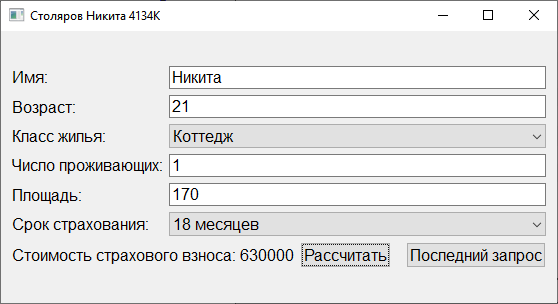 Столяров Никита 4134К
Имя: Никита
Возраст: 21
Класс жилья: Коттедж
Число проживающих: 1
Площадь: 170
Срок страхования: 18 месяцев
Стоимость страхового взноса: 630000 Рассчитать Последний запрос